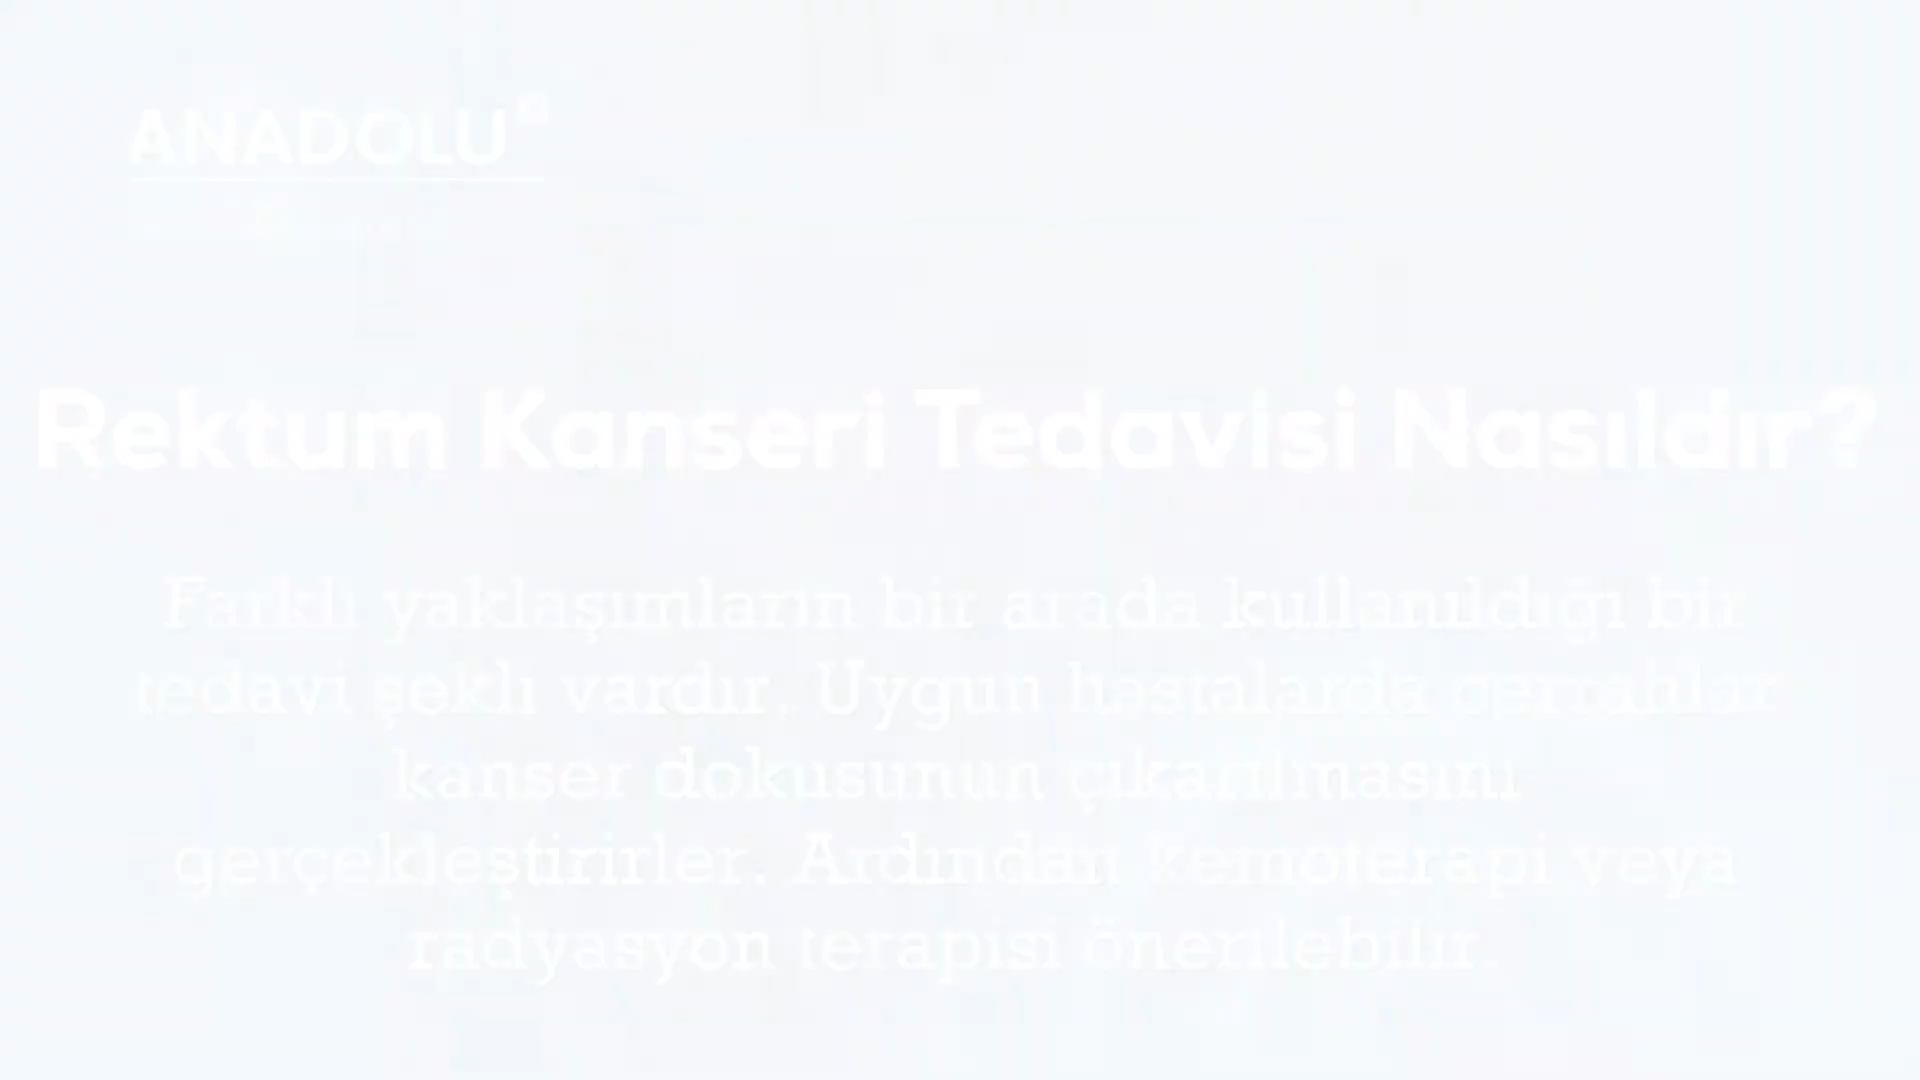 ANADOLU
Rektum Kanseri Tedavisi Nasıldır?
Farklı yaklaşımların bir arada kullanıldığı bir
tedavi şekli vardır. Uygun hastalarda cerrahlar
kanser dokusunun çıkarılmasını
gerçekleştirirler. Ardından kemoterapi veya
radyasyon terapisi önerilebilir.